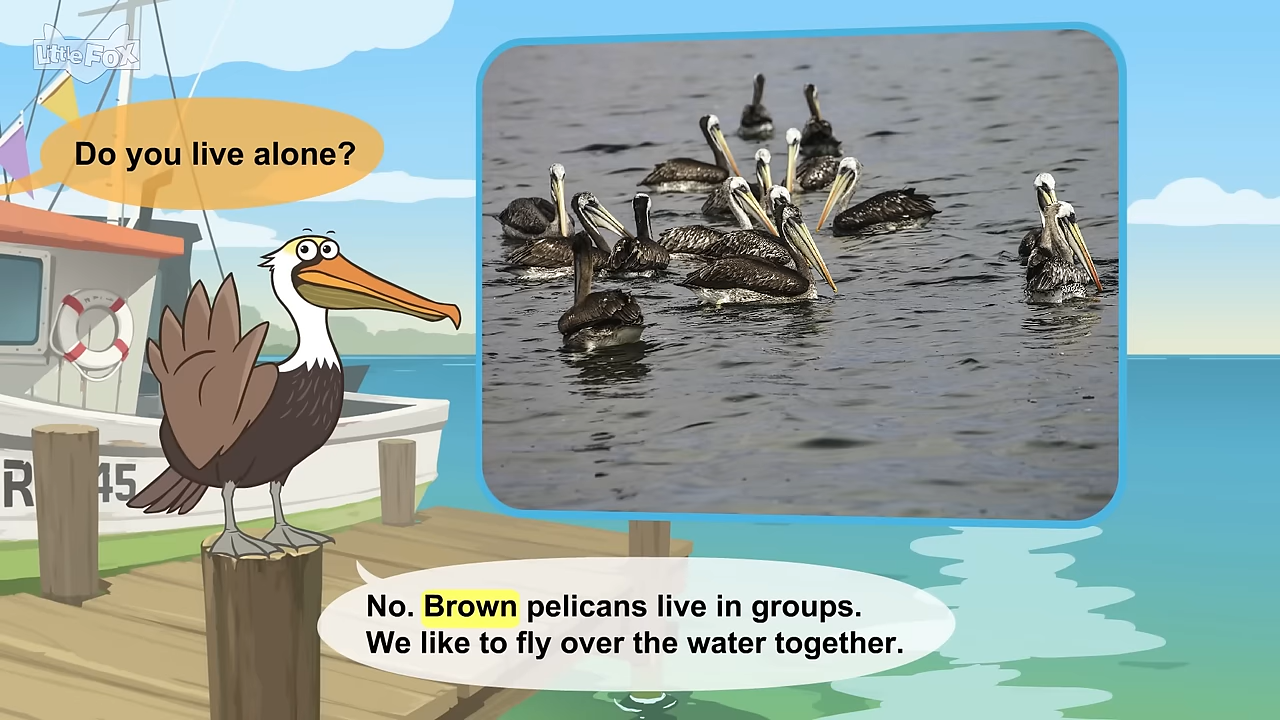 Little Fox
Do you live alone?
No. Brown pelicans live in groups.
We like to fly over the water together.